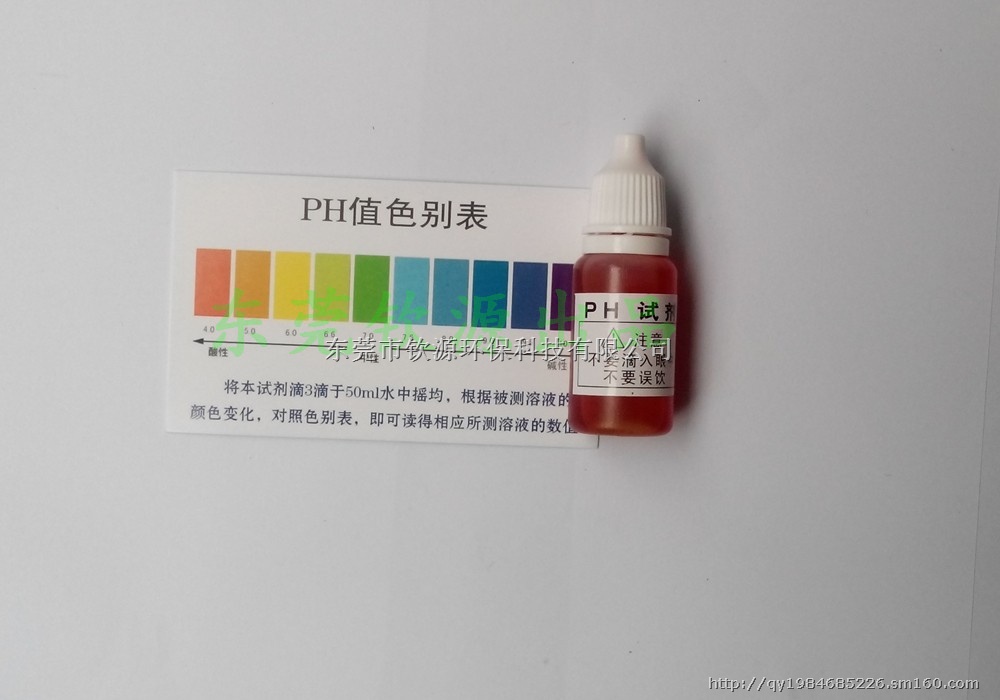 PH值色别表
4.0 5.0 6.0 6.6 7.0
酸性
碱性
将本试剂滴3滴于50ml水中摇均，根据被测溶液的
颜色变化，对照色别表，即可读得相应所测溶液的数值
PH 试剂
注意
不要滴入眼
不要误饮
东莞钦源出
东莞市钦源环保科技有限公司
http://qy1984685226.sm160.com